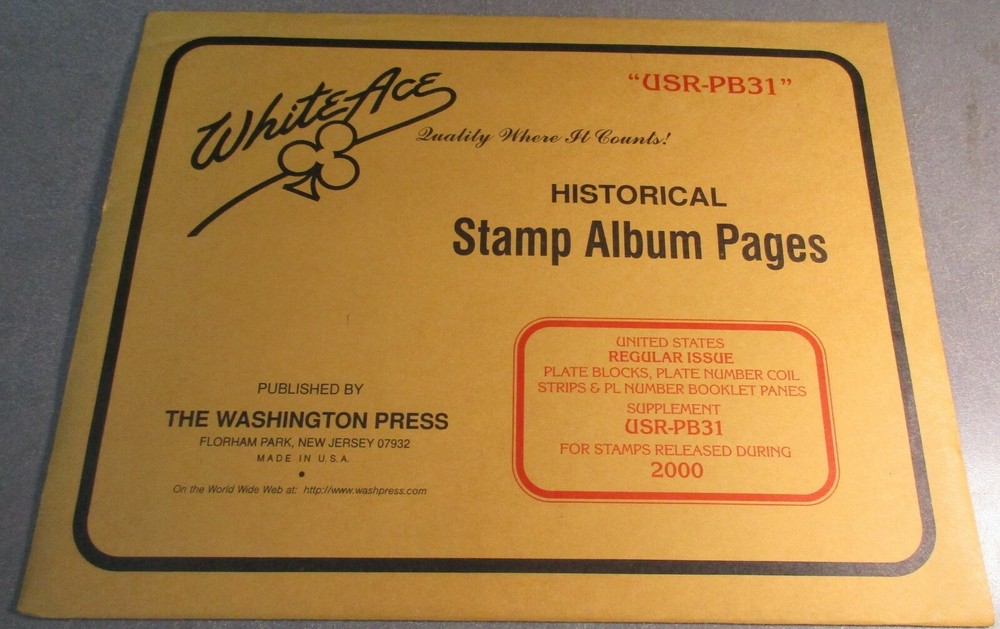 White Ace
"USR-PB31"
Quality Where It Counts!
HISTORICAL
Stamp Album Pages
PUBLISHED BY
THE WASHINGTON PRESS
FLORHAM PARK, NEW JERSEY 07932
MADE IN U.S.A.
On the World Wide Web at: http://www.washpress.com
UNITED STATES
REGULAR ISSUE
PLATE BLOCKS, PLATE NUMBER COIL
STRIPS & PL NUMBER BOOKLET PANES
SUPPLEMENT
USR-PB31
FOR STAMPS RELEASED DURING
2000